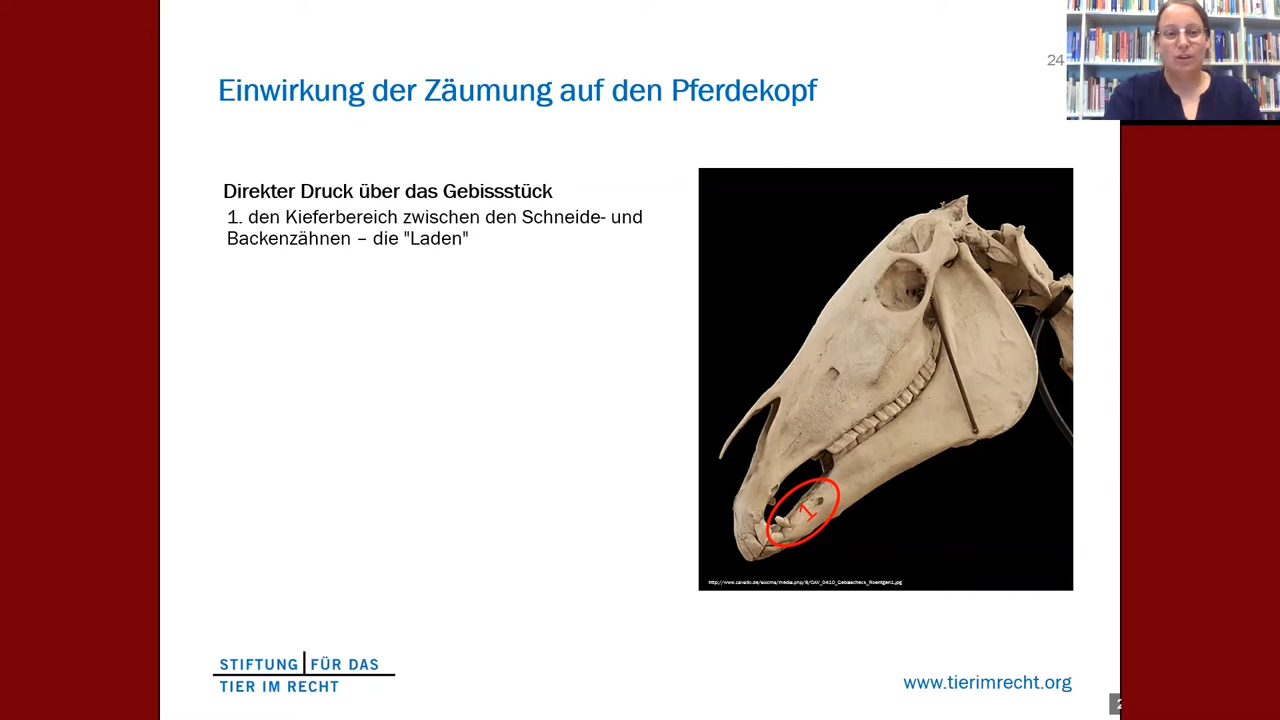 24
Einwirkung der Zäumung auf den Pferdekopf
Direkter Druck über das Gebissstück
1. den Kieferbereich zwischen den Schneide- und
Backenzähnen – die "Laden"
1
STIFTUNG FÜR DAS
TIER IM RECHT
www.tierimrecht.org